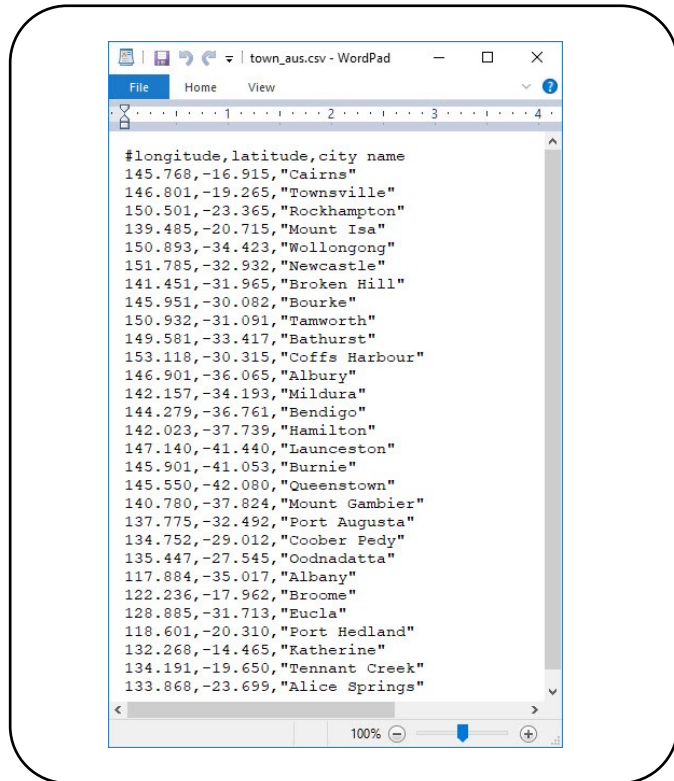 town_aus.csv - WordPad
File Home View
1 2 3 4
#longitude,latitude,city name
145.768,-16.915,"Cairns"
146.801,-19.265,"Townsville"
150.501,-23.365,"Rockhampton"
139.485,-20.715,"Mount Isa"
150.893,-34.423,"Wollongong"
151.785,-32.932,"Newcastle"
141.451,-31.965,"Broken Hill"
145.951,-30.082,"Bourke"
150.932,-31.091,"Tamworth"
149.581,-33.417,"Bathurst"
153.118,-30.315,"Coffs Harbour"
146.901,-36.065,"Albury"
142.157,-34.193,"Mildura"
144.279,-36.761,"Bendigo"
142.023,-37.739,"Hamilton"
147.140,-41.440,"Launceston"
145.901,-41.053,"Burnie"
145.550,-42.080,"Queenstown"
140.780,-37.824,"Mount Gambier"
137.775,-32.492,"Port Augusta"
134.752,-29.012,"Coober Pedy"
135.447,-27.545,"Oodnadatta"
117.884,-35.017,"Albany"
122.236,-17.962,"Broome"
128.885,-31.713,"Eucla"
118.601,-20.310,"Port Hedland"
132.268,-14.465,"Katherine"
134.191,-19.650,"Tennant Creek"
133.868,-23.699,"Alice Springs"
100%